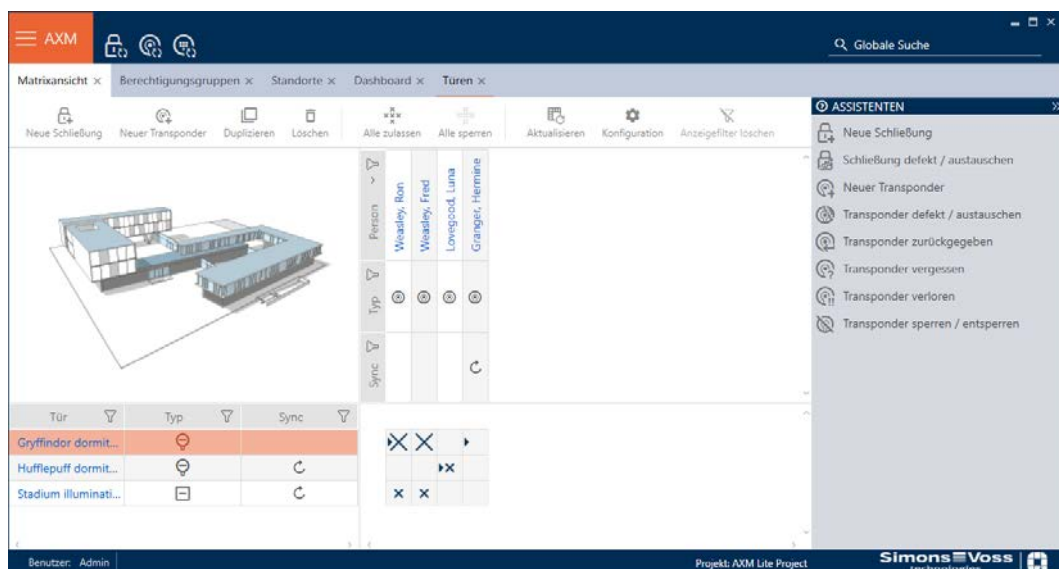 AXM
Globale Suche
Matrixansicht × Berechtigungsgruppen × Standorte × Dashboard × Türen ×
Neue Schließung Neuer Transponder Duplizieren Löschen Alle zulassen Alle sperren Aktualisieren Konfiguration Anzeigefilter löschen
ASSISTENTEN
Neue Schließung
Schließung defekt / austauschen
Neuer Transponder
Transponder defekt / austauschen
Transponder zurückgegeben
Transponder vergessen
Transponder verloren
Transponder sperren / entsperren
Person
Weasley, Ron
Weasley, Fred
Lovegood, Luna
Granger, Hermine
Typ
Sync
Tür Typ Sync
Gryffindor dormit...
Hufflepuff dormit...
Stadium illuminati...
Benutzer: Admin
Projekt: AXM Lite Project
Simons Voss
technologies